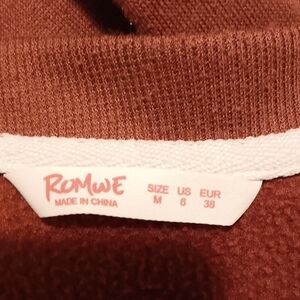 ROMWE
MADE IN CHINA
SIZE US EUR
M 6 38